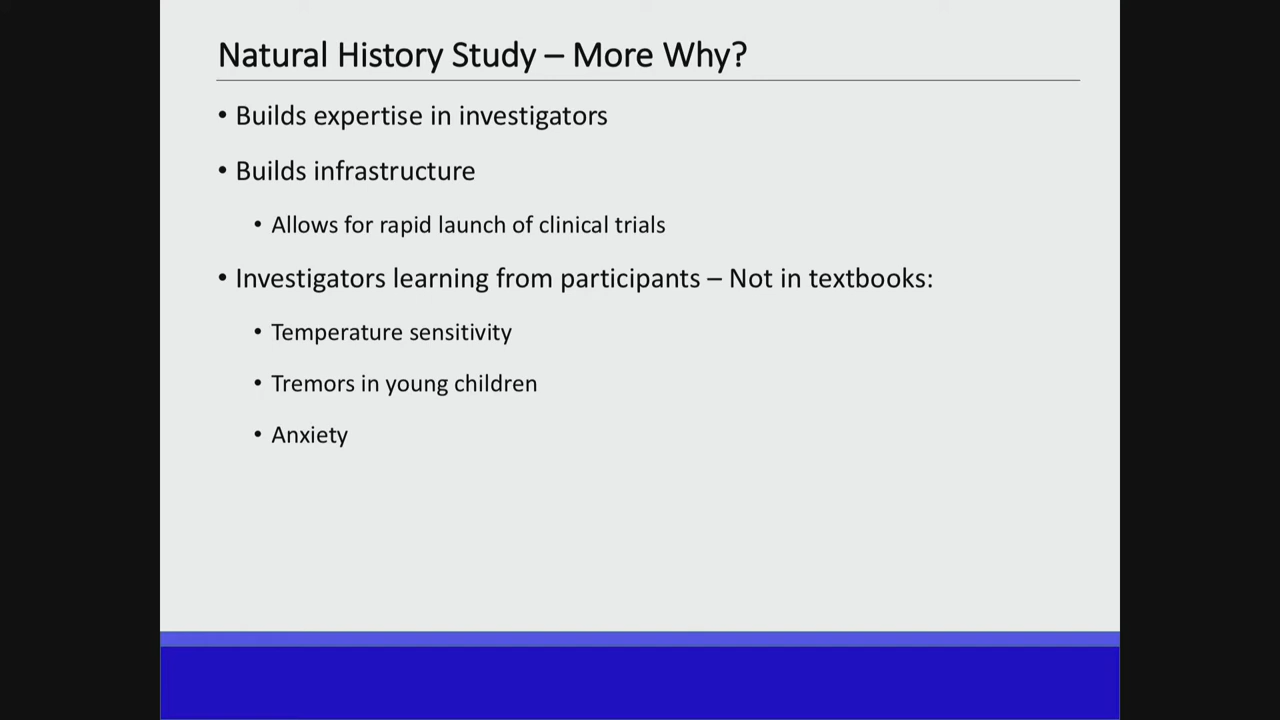 Natural History Study – More Why?
• Builds expertise in investigators
• Builds infrastructure
• Allows for rapid launch of clinical trials
• Investigators learning from participants – Not in textbooks:
• Temperature sensitivity
• Tremors in young children
• Anxiety